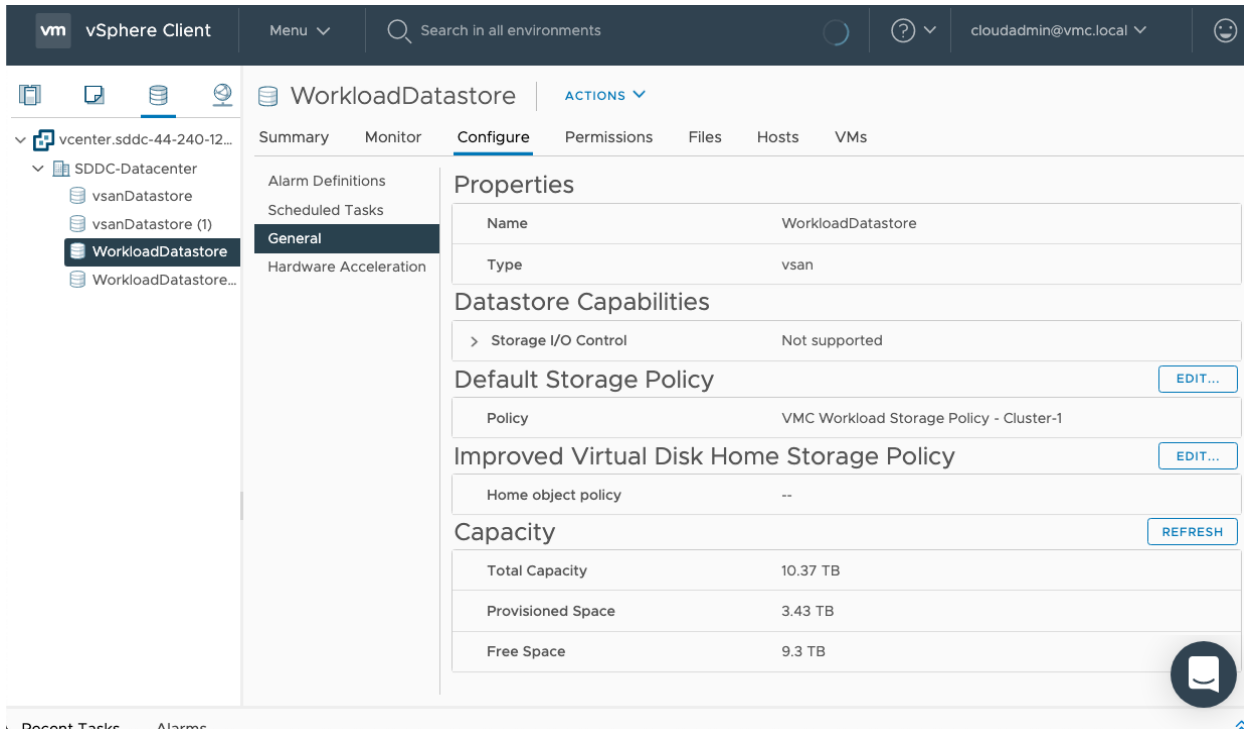 vm vSphere Client Menu Search in all environments cloudadmin@vmc.local
WorkloadDatastore ACTIONS
Summary Monitor Configure Permissions Files Hosts VMs
vcenter.sddc-44-240-12...
SDDC-Datacenter
vsanDatastore
vsanDatastore (1)
WorkloadDatastore
WorkloadDatastore...
Alarm Definitions
Scheduled Tasks
General
Hardware Acceleration
Properties
Name WorkloadDatastore
Type vsan
Datastore Capabilities
Storage I/O Control Not supported
Default Storage Policy EDIT...
Policy VMC Workload Storage Policy - Cluster-1
Improved Virtual Disk Home Storage Policy EDIT...
Home object policy --
Capacity REFRESH
Total Capacity 10.37 TB
Provisioned Space 3.43 TB
Free Space 9.3 TB
Recent Tasks Alarms